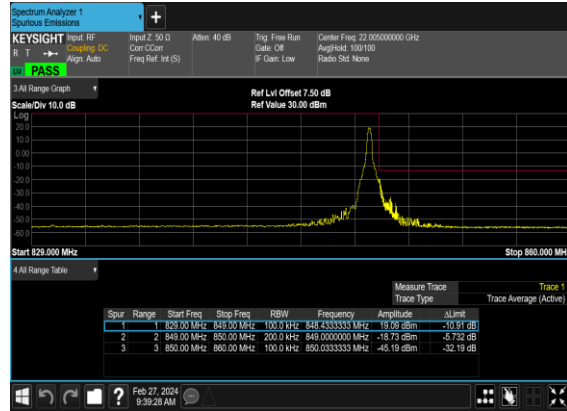 Spectrum Analyzer 1
Spurious Emissions
KEYSIGHT Input: RF Input Z: 50 Ω Atten: 40 dB Trig: Free Run Center Freq: 22.005000000 GHz
R T Coupling: DC Corr CCorr Gate: Off Avg|Hold: 100/100
Align: Auto Freq Ref: Int (S) IF Gain: Low Radio Std: None
PASS
3 All Range Graph
Ref Lvl Offset 7.50 dB
Scale/Div 10.0 dB Ref Value 30.00 dBm
Log
20.0
10.0
0.00
-10.0
-20.0
-30.0
-40.0
-50.0
-60.0
Start 829.000 MHz Stop 860.000 MH
4 All Range Table
Measure Trace Trace 1
Trace Type Trace Average (Active)
Spur Range Start Freq Stop Freq RBW Frequency Amplitude ΔLimit
1 1 829.00 MHz 849.00 MHz 100.0 kHz 848.4333333 MHz 19.09 dBm -10.91 dB
2 2 849.00 MHz 850.00 MHz 200.0 kHz 849.0000000 MHz -18.73 dBm -5.732 dB
3 3 850.00 MHz 860.00 MHz 100.0 kHz 850.0333333 MHz -45.19 dBm -32.19 dB
? Feb 27, 2024
9:39:28 AM